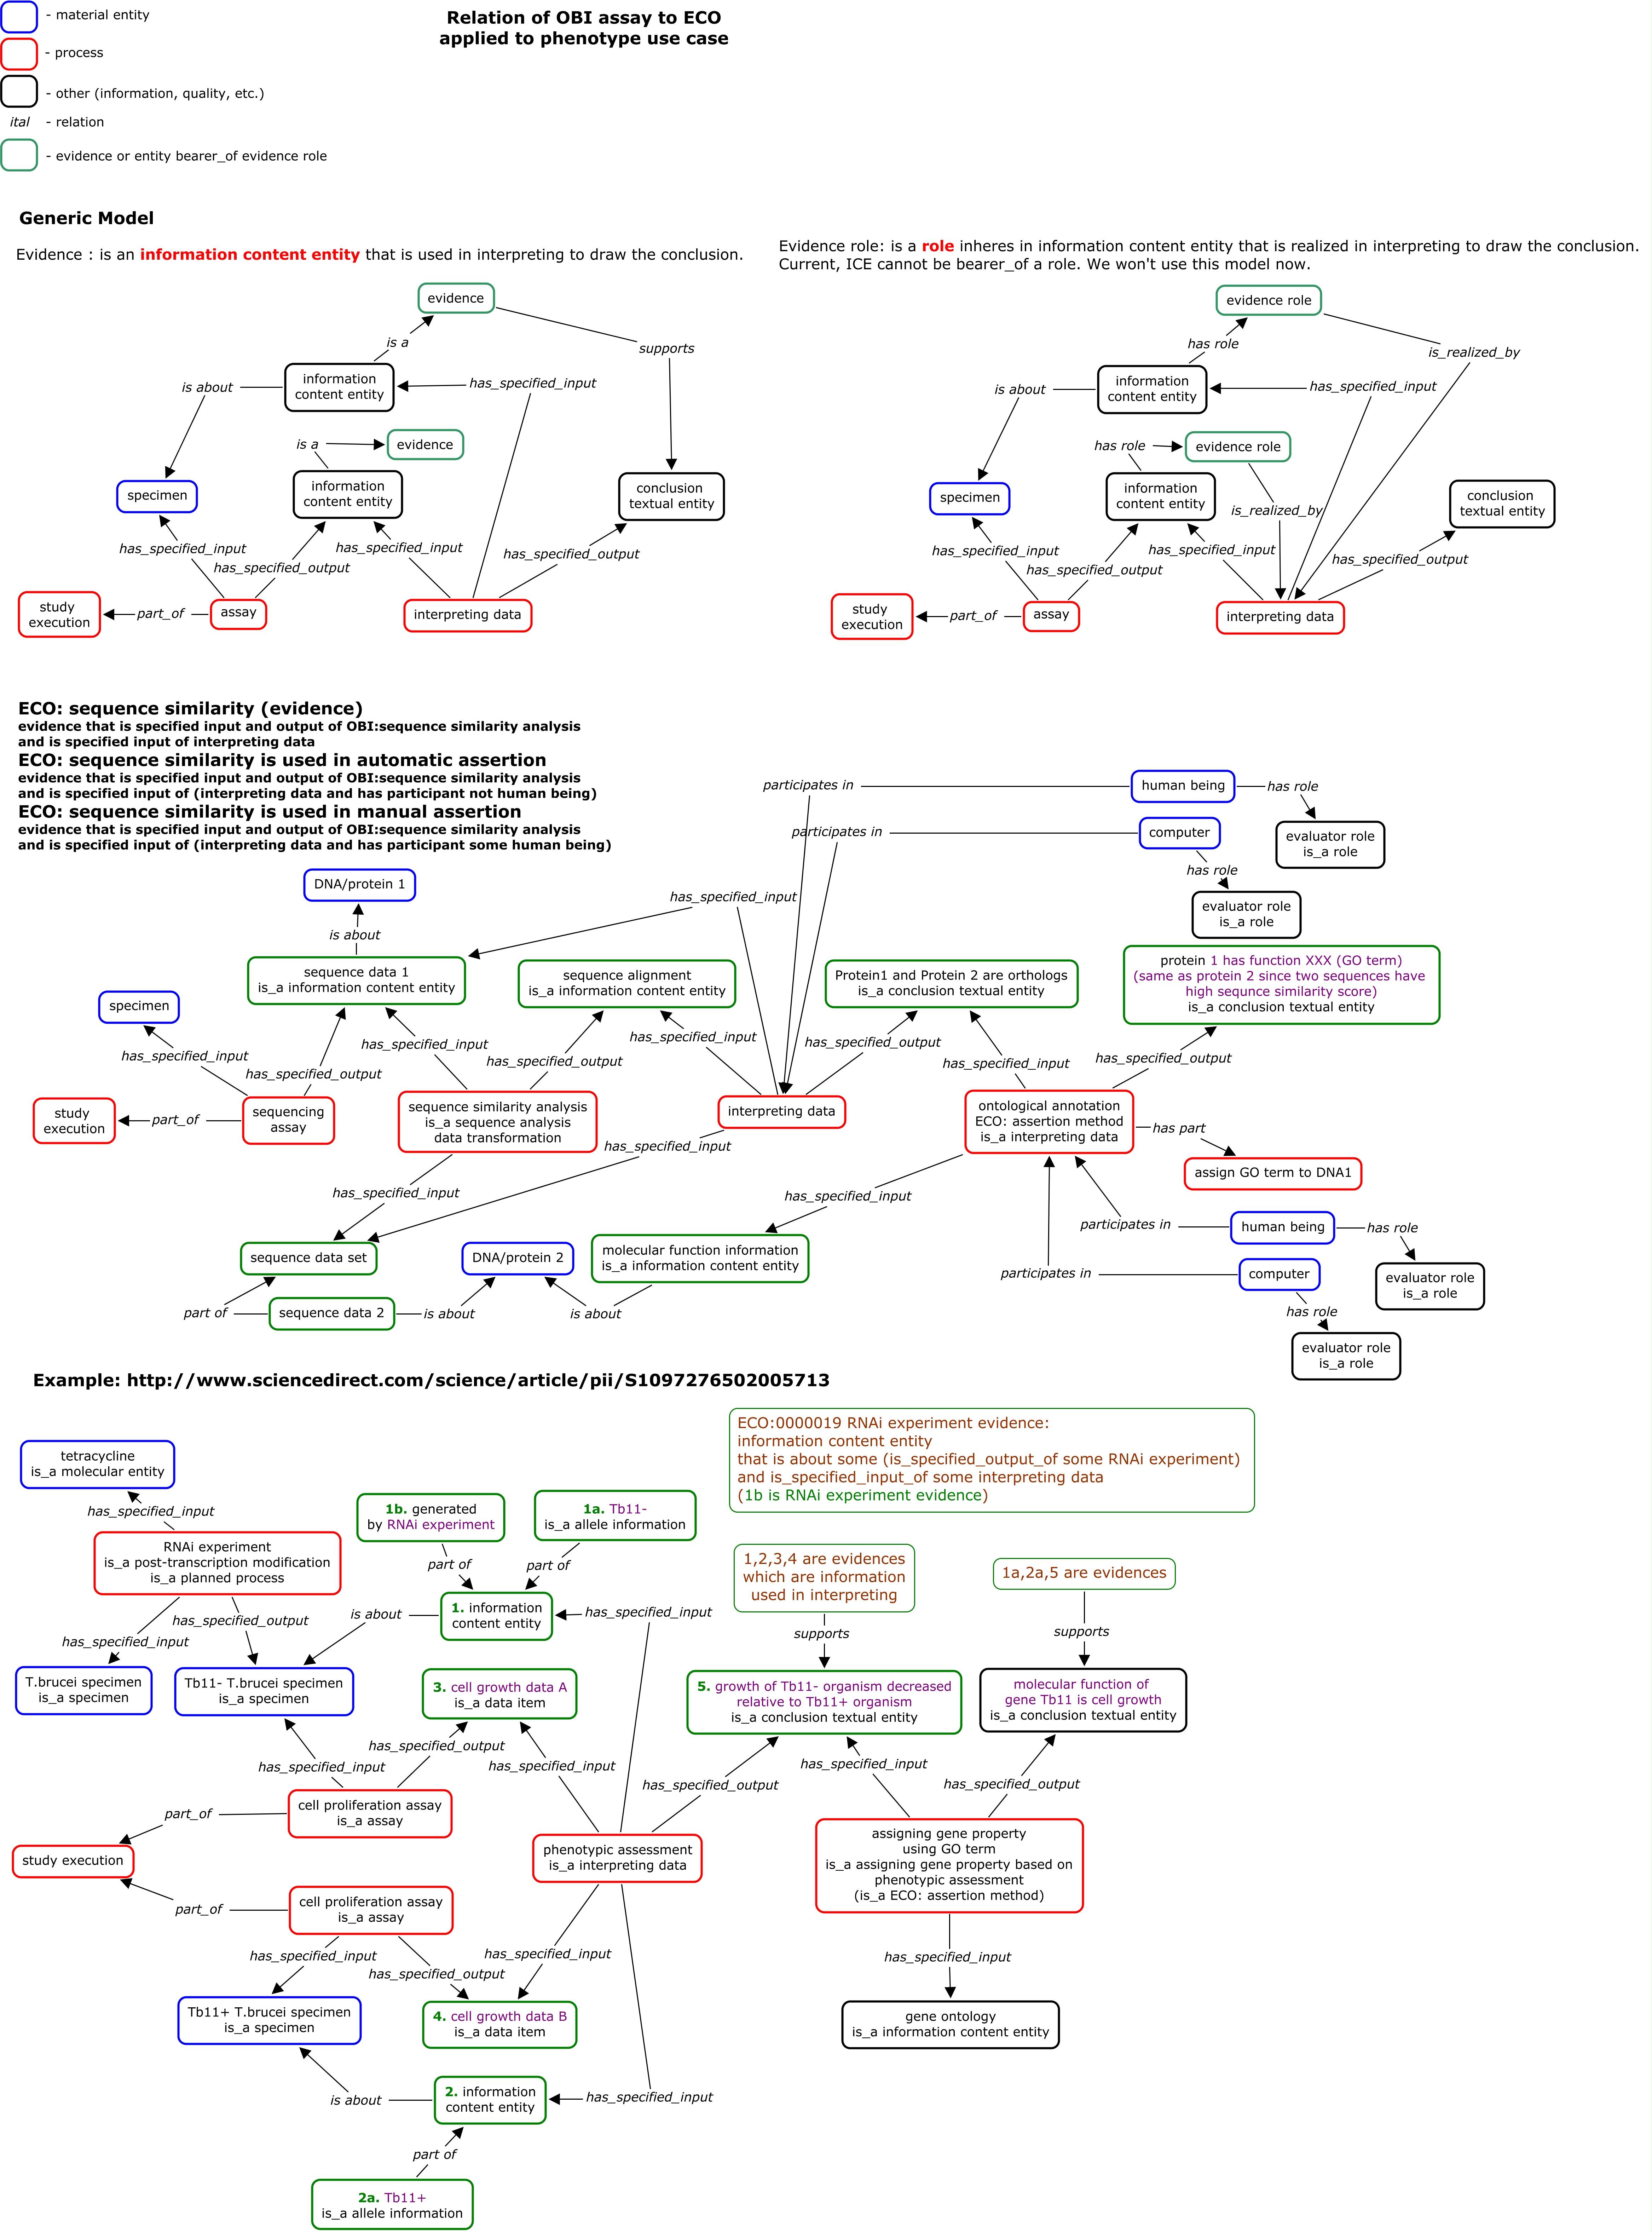 - material entity
- process
- other (information, quality, etc.)
ital - relation
- evidence or entity bearer_of evidence role
Relation of OBI assay to ECO
applied to phenotype use case
Generic Model
Evidence : is an information content entity that is used in interpreting to draw the conclusion.
evidence
is a
supports
information
content entity
is about
has_specified_input
is a
evidence
specimen
information
content entity
conclusion
textual entity
has_specified_input
has_specified_output
has_specified_input
has_specified_output
study
execution
part_of
assay
interpreting data
Evidence role: is a role inheres in information content entity that is realized in interpreting to draw the conclusion.
Current, ICE cannot be bearer_of a role. We won't use this model now.
evidence role
has role
is_realized_by
information
content entity
is about
has_specified_input
has role
evidence role
specimen
information
content entity
conclusion
textual entity
is_realized_by
has_specified_input
has_specified_output
has_specified_input
has_specified_output
study
execution
part_of
assay
interpreting data
ECO: sequence similarity (evidence)
evidence that is specified input and output of OBI:sequence similarity analysis
and is specified input of interpreting data
ECO: sequence similarity is used in automatic assertion
evidence that is specified input and output of OBI:sequence similarity analysis
and is specified input of (interpreting data and has participant not human being)
ECO: sequence similarity is used in manual assertion
evidence that is specified input and output of OBI:sequence similarity analysis
and is specified input of (interpreting data and has participant some human being)
participates in
human being
has role
evaluator role
is_a role
participates in
computer
has role
evaluator role
is_a role
DNA/protein 1
is about
has_specified_input
sequence data 1
is_a information content entity
sequence alignment
is_a information content entity
Protein1 and Protein 2 are orthologs
is_a conclusion textual entity
protein 1 has function XXX (GO term)
(same as protein 2 since two sequences have
high sequnce similarity score)
is_a conclusion textual entity
specimen
has_specified_input
has_specified_output
has_specified_input
has_specified_output
has_specified_input
has_specified_output
has_specified_input
has_specified_output
study
execution
part_of
sequencing
assay
sequence similarity analysis
is_a sequence analysis
data transformation
interpreting data
ontological annotation
ECO: assertion method
is_a interpreting data
has part
assign GO term to DNA1
has_specified_input
has_specified_input
has_specified_input
participates in
human being
has role
evaluator role
is_a role
participates in
computer
has role
evaluator role
is_a role
sequence data set
DNA/protein 2
molecular function information
is_a information content entity
part of
sequence data 2
is about
is about
Example: http://www.sciencedirect.com/science/article/pii/S1097276502005713
ECO:0000019 RNAi experiment evidence:
information content entity
that is about some (is_specified_output_of some RNAi experiment)
and is_specified_input_of some interpreting data
(1b is RNAi experiment evidence)
tetracycline
is_a molecular entity
has_specified_input
RNAi experiment
is_a post-transcription modification
is_a planned process
1b. generated
by RNAi experiment
1a. Tb11-
is_a allele information
part of
part of
1,2,3,4 are evidences
which are information
used in interpreting
1a,2a,5 are evidences
has_specified_input
has_specified_output
is about
1. information
content entity
has_specified_input
supports
supports
T.brucei specimen
is_a specimen
Tb11- T.brucei specimen
is_a specimen
3. cell growth data A
is_a data item
5. growth of Tb11- organism decreased
relative to Tb11+ organism
is_a conclusion textual entity
molecular function of
gene Tb11 is cell growth
is_a conclusion textual entity
has_specified_input
has_specified_output
has_specified_input
has_specified_output
has_specified_input
has_specified_output
part_of
cell proliferation assay
is_a assay
study execution
phenotypic assessment
is_a interpreting data
assigning gene property
using GO term
is_a assigning gene property based on
phenotypic assessment
(is_a ECO: assertion method)
part_of
cell proliferation assay
is_a assay
has_specified_input
has_specified_output
has_specified_input
has_specified_input
Tb11+ T.brucei specimen
is_a specimen
4. cell growth data B
is_a data item
gene ontology
is_a information content entity
is about
2. information
content entity
has_specified_input
part of
2a. Tb11+
is_a allele information